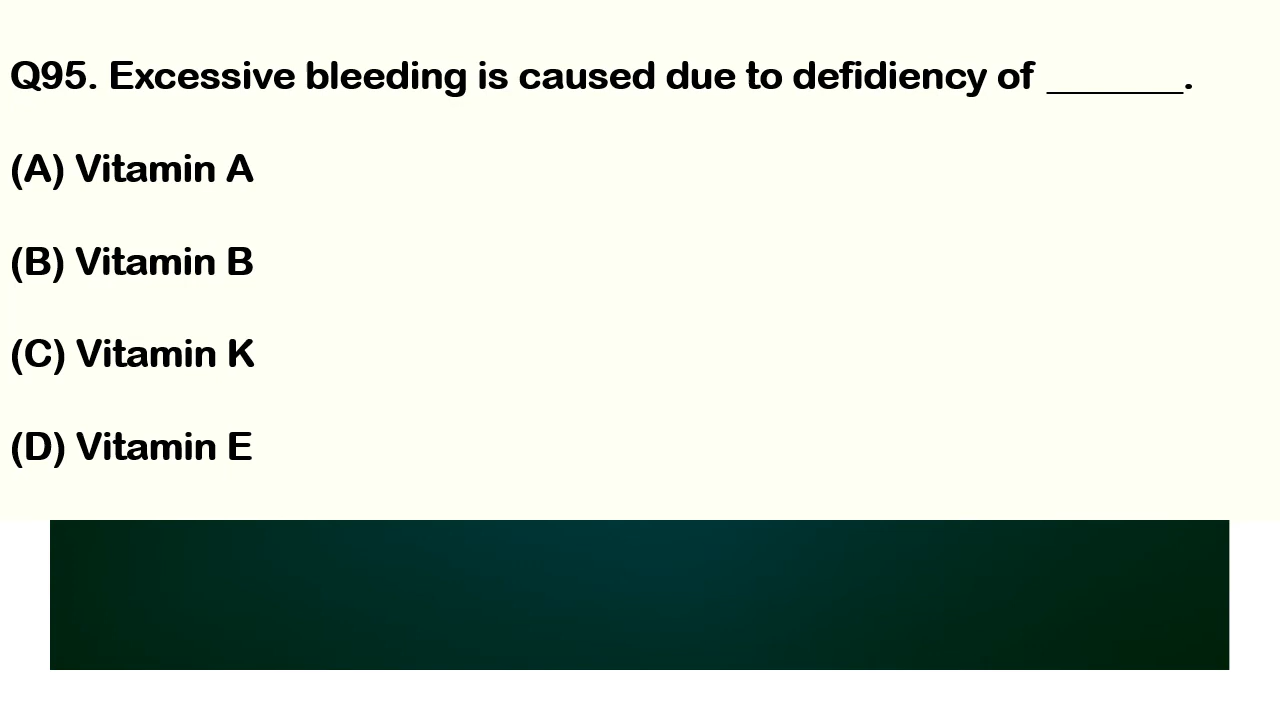 Q95. Excessive bleeding is caused due to defidiency of _______.
(A) Vitamin A
(B) Vitamin B
(C) Vitamin K
(D) Vitamin E